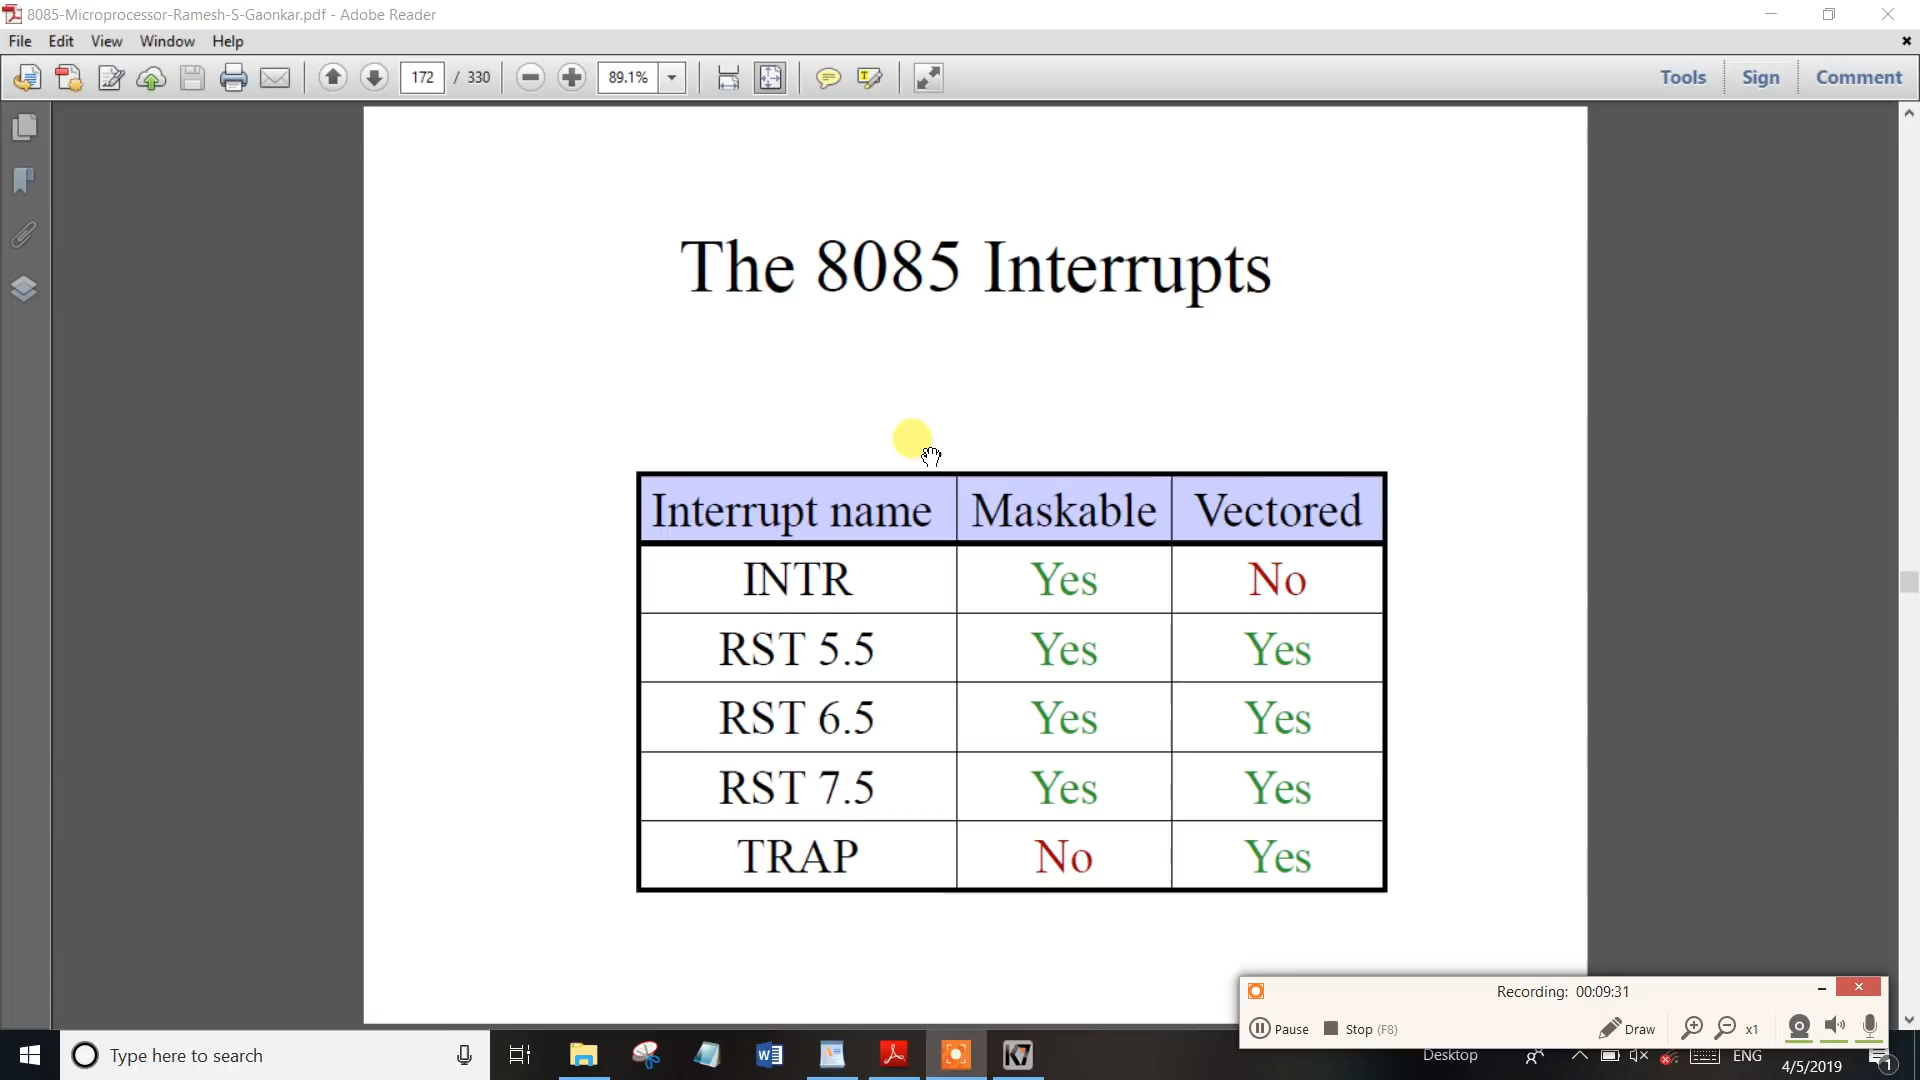 8085-Microprocessor-Ramesh-S-Gaonkar.pdf - Adobe Reader
File Edit View Window Help
172 / 330 89.1% Tools Sign Comment
The 8085 Interrupts
Interrupt name Maskable Vectored
INTR Yes No
RST 5.5 Yes Yes
RST 6.5 Yes Yes
RST 7.5 Yes Yes
TRAP No Yes
Recording: 00:09:31
Pause Stop (F8) Draw x1
Type here to search Desktop ENG
4/5/2019 1